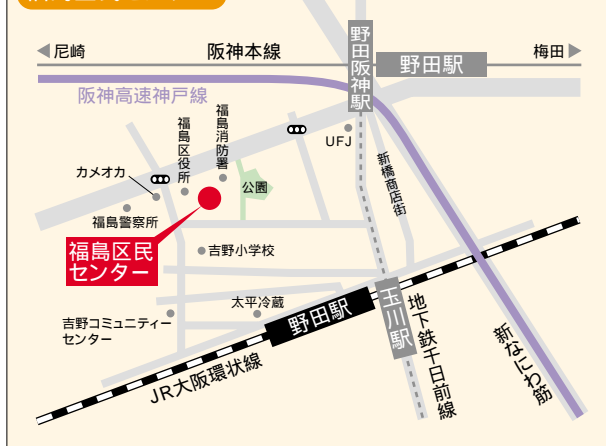 尼崎
阪神本線
野田阪神駅
野田駅
梅田
阪神高速神戸線
福島区役所
福島消防署
UFJ
カメオカ
公園
新橋商店街
福島警察所
福島区民
センター
吉野小学校
太平冷蔵
野田駅
玉川駅
吉野コミュニティー
センター
地下鉄千日前線
新なにわ筋
JR大阪環状線